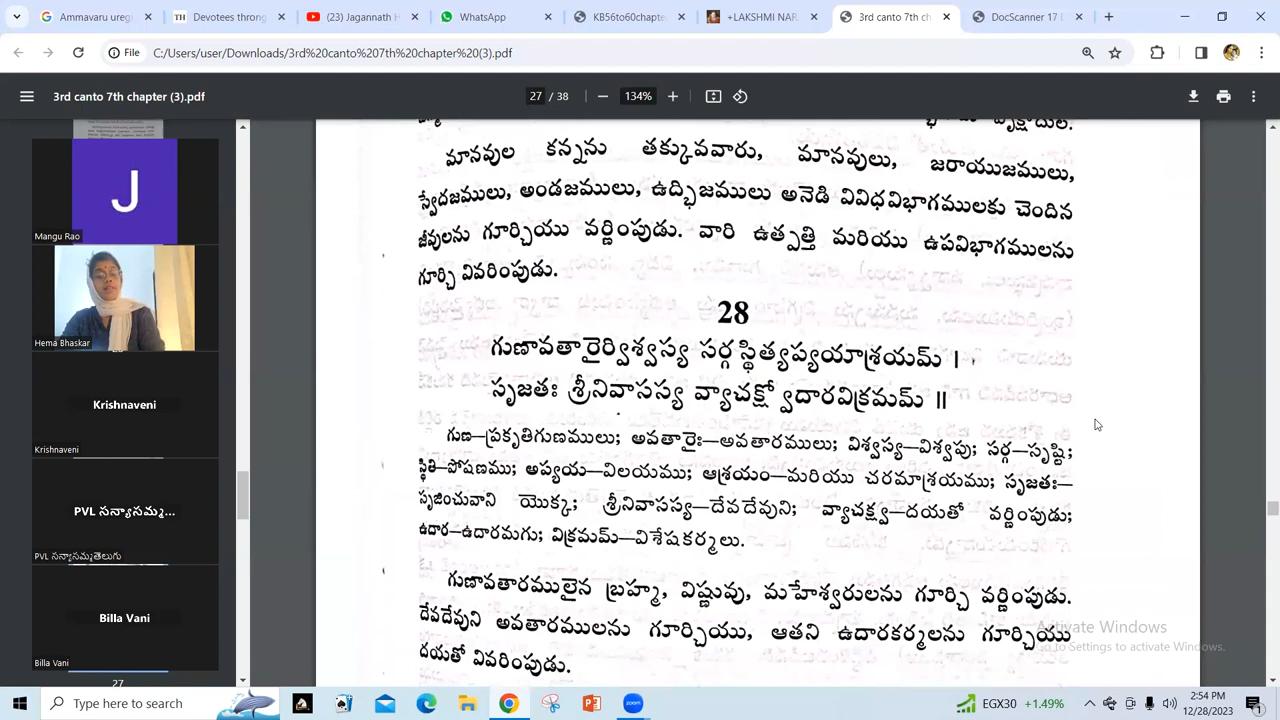 Ammavaru ureg
Devotees throng
(23) Jagannath H
WhatsApp
KB56to60chapte
+LAKSHMI NAR
3rd canto 7th ch
DocScanner 17 D
File
C:/Users/user/Downloads/3rd%20canto%207th%20chapter%20(3).pdf
3rd canto 7th chapter (3).pdf
27 / 38
134%
మానవుల కన్నను తక్కువవారు, మానవులు, జరాయుజములు,
స్వేదజములు, అండజములు, ఉద్భిజములు అనెడి వివిధవిభాగములకు చెందిన
జీవులను గూర్చియు వర్ణింపుడు. వారి ఉత్పత్తి మరియు ఉపవిభాగములను
గూర్చి వివరింపుడు.
28
గుణావతారైర్విశ్వస్య సర్గస్థిత్యప్యయాశ్రయమ్ ।
సృజతః శ్రీనివాసస్య వ్యాచక్ష్వోదారవిక్రమమ్ ॥
గుణ—ప్రకృతిగుణములు; అవతారైః—అవతారములు; విశ్వస్య—విశ్వపు; సర్గ—సృష్టి;
స్థితి—పోషణము; అప్యయ—విలయము; ఆశ్రయం—మరియు చరమాశ్రయము; సృజతః—
సృజించువాని యొక్క; శ్రీనివాసస్య—దేవదేవుని; వ్యాచక్ష్వ—దయతో వర్ణింపుడు;
ఉదార—ఉదారమగు; విక్రమమ్—విశేషకర్మలు.
గుణావతారములైన బ్రహ్మ, విష్ణువు, మహేశ్వరులను గూర్చి వర్ణింపుడు.
దేవదేవుని అవతారములను గూర్చియు, ఆతని ఉదారకర్మలను గూర్చియు
దయతో వివరింపుడు.
J
Mangu Rao
Hema Bhaskar
Krishnaveni
Krishnaveni
PVL సన్యాసమ్మ...
PVL సన్యాసమ్మతెలుగు
Billa Vani
Billa Vani
27
Activate Windows
Go to Settings to activate Windows.
Type here to search
zoom
EGX30 +1.49%
2:54 PM
12/28/2023
1